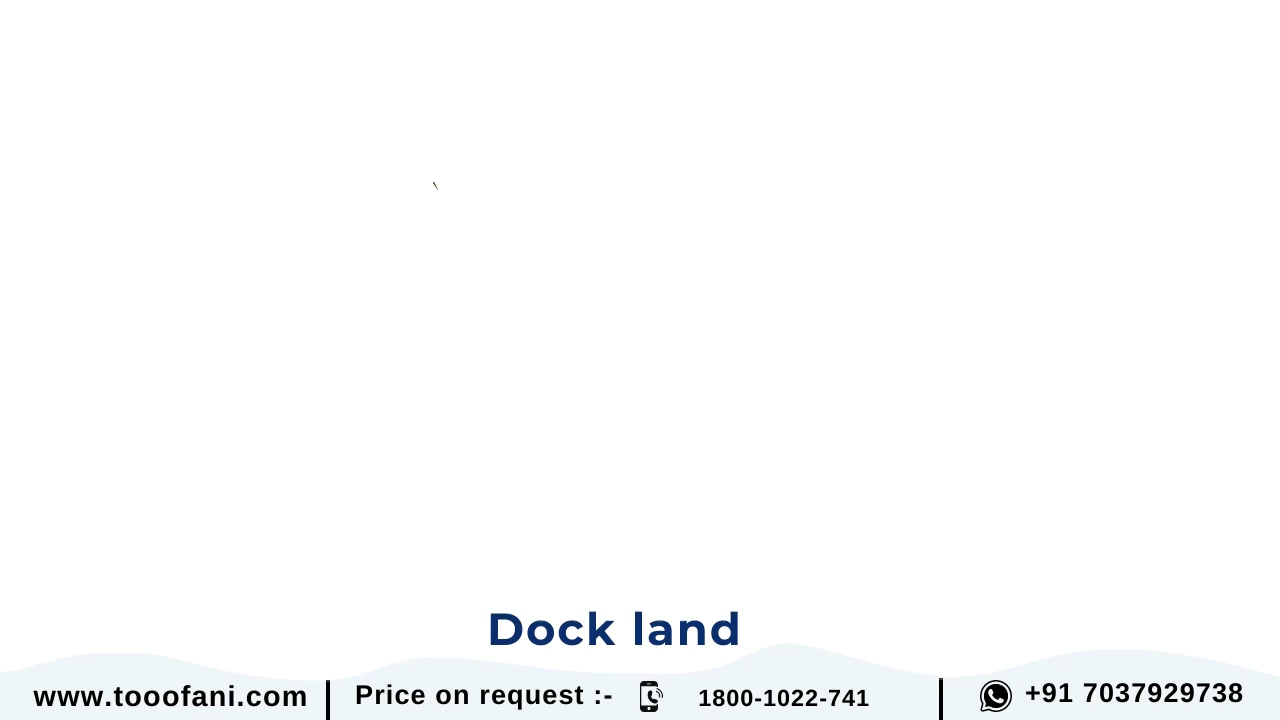 Dock land
www.tooofani.com
Price on request :-
1800-1022-741
+91 7037929738